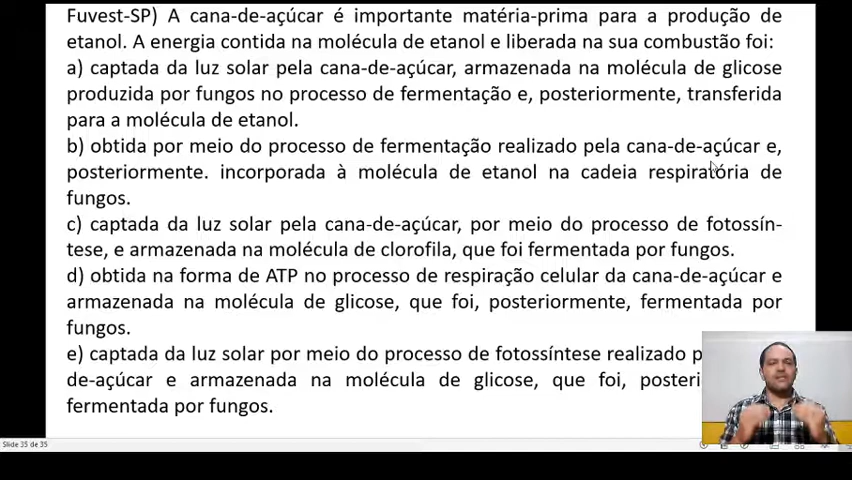 Fuvest-SP) A cana-de-açúcar é importante matéria-prima para a produção de
etanol. A energia contida na molécula de etanol e liberada na sua combustão foi:
a) captada da luz solar pela cana-de-açúcar, armazenada na molécula de glicose
produzida por fungos no processo de fermentação e, posteriormente, transferida
para a molécula de etanol.
b) obtida por meio do processo de fermentação realizado pela cana-de-açúcar e,
posteriormente. incorporada à molécula de etanol na cadeia respiratória de
fungos.
c) captada da luz solar pela cana-de-açúcar, por meio do processo de fotossín-
tese, e armazenada na molécula de clorofila, que foi fermentada por fungos.
d) obtida na forma de ATP no processo de respiração celular da cana-de-açúcar e
armazenada na molécula de glicose, que foi, posteriormente, fermentada por
fungos.
e) captada da luz solar por meio do processo de fotossíntese realizado
de-açúcar e armazenada na molécula de glicose, que foi,
fermentada por fungos.
Slide 35 de 35